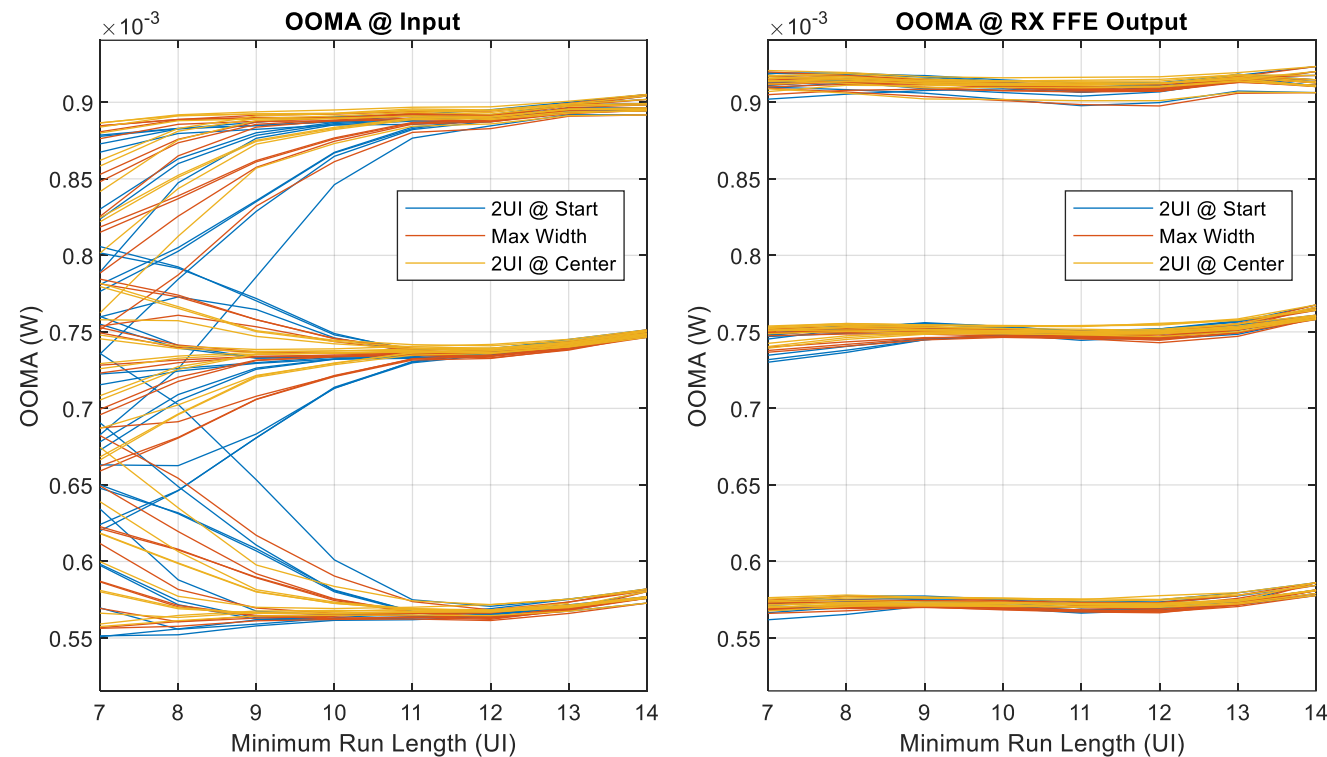 OOMA @ Input
×10⁻³
0.9
0.85
0.8
0.75
0.7
0.65
0.6
0.55
OOMA (W)
7 8 9 10 11 12 13 14
Minimum Run Length (UI)
2UI @ Start
Max Width
2UI @ Center
OOMA @ RX FFE Output
×10⁻³
0.9
0.85
0.8
0.75
0.7
0.65
0.6
0.55
OOMA (W)
7 8 9 10 11 12 13 14
Minimum Run Length (UI)
2UI @ Start
Max Width
2UI @ Center